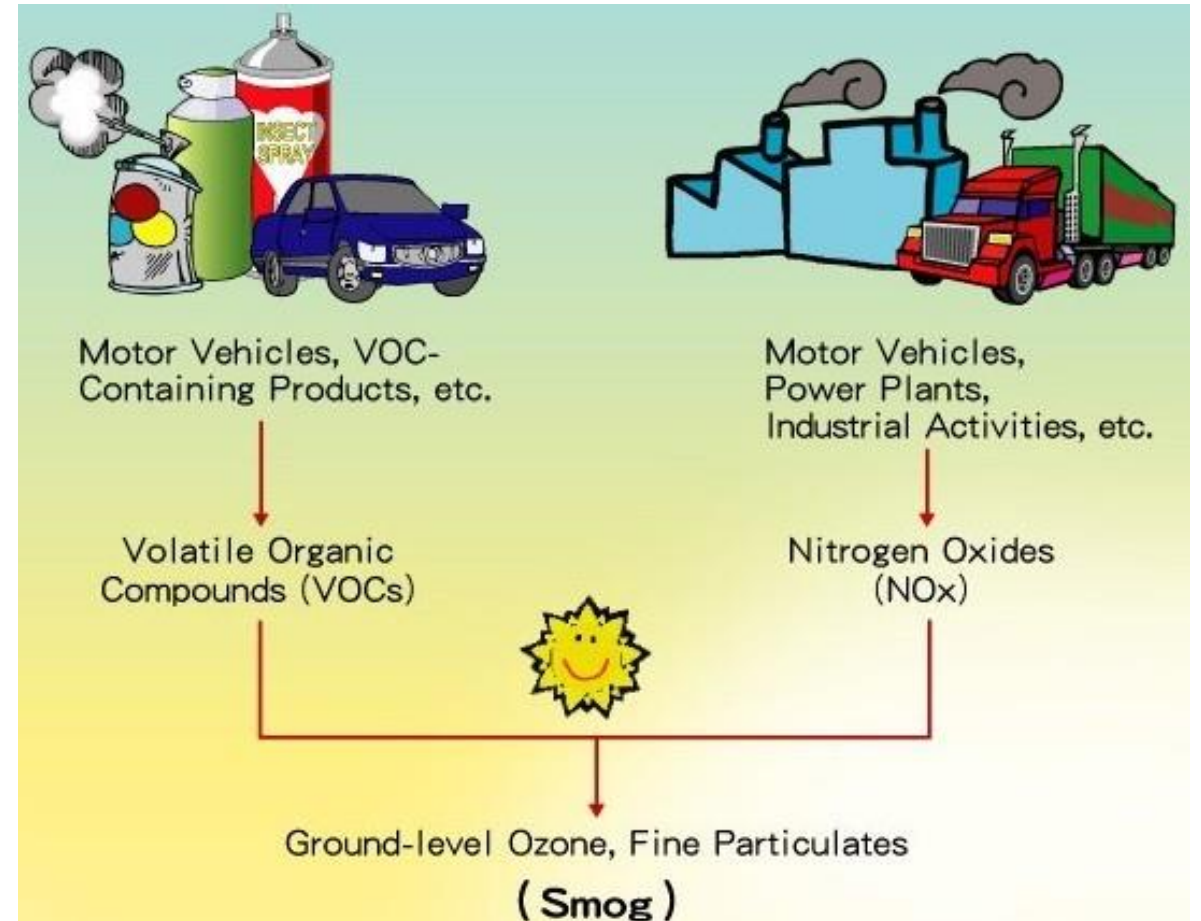 INSECT
SPRAY
Motor Vehicles, VOC-
Containing Products, etc.
Motor Vehicles,
Power Plants,
Industrial Activities, etc.
Volatile Organic
Compounds (VOCs)
Nitrogen Oxides
(NOx)
Ground-level Ozone, Fine Particulates
(Smog)